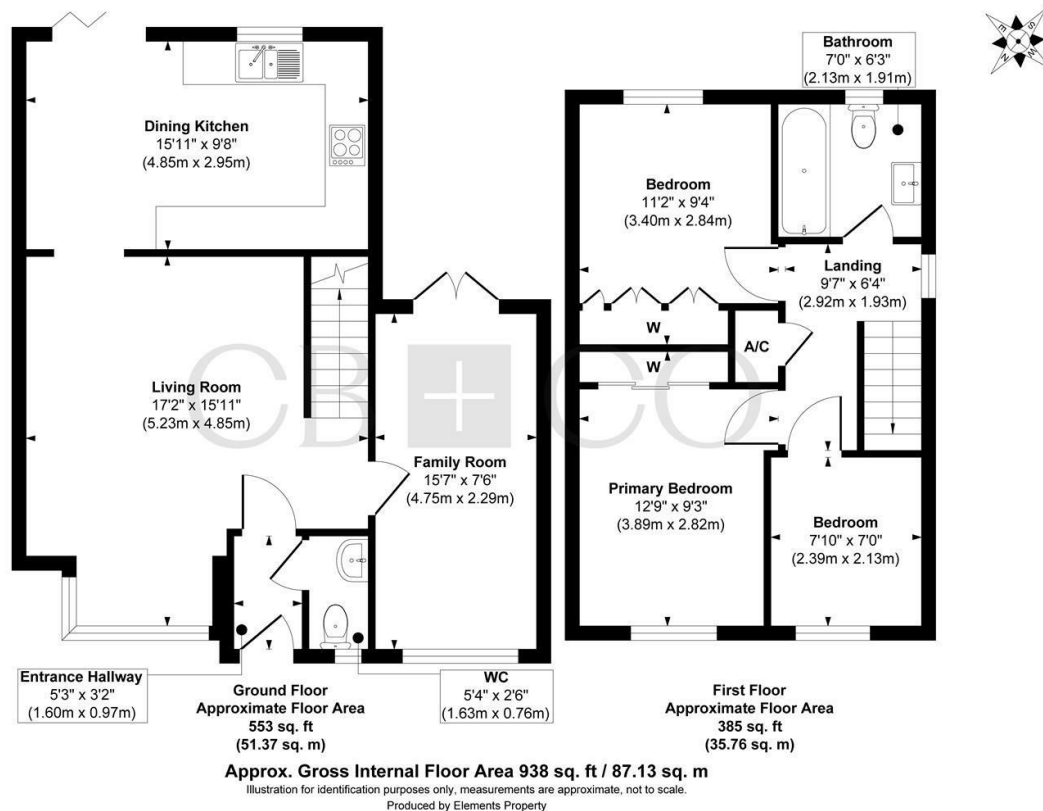 Dining Kitchen
15'11" x 9'8"
(4.85m x 2.95m)
Living Room
17'2" x 15'11"
(5.23m x 4.85m)
Family Room
15'7" x 7'6"
(4.75m x 2.29m)
Entrance Hallway
5'3" x 3'2"
(1.60m x 0.97m)
WC
5'4" x 2'6"
(1.63m x 0.76m)
Ground Floor
Approximate Floor Area
553 sq. ft
(51.37 sq. m)
Bathroom
7'0" x 6'3"
(2.13m x 1.91m)
Bedroom
11'2" x 9'4"
(3.40m x 2.84m)
Landing
9'7" x 6'4"
(2.92m x 1.93m)
W
A/C
W
Primary Bedroom
12'9" x 9'3"
(3.89m x 2.82m)
Bedroom
7'10" x 7'0"
(2.39m x 2.13m)
First Floor
Approximate Floor Area
385 sq. ft
(35.76 sq. m)
E
S
N
W
CB+CO
Approx. Gross Internal Floor Area 938 sq. ft / 87.13 sq. m
Illustration for identification purposes only, measurements are approximate, not to scale.
Produced by Elements Property